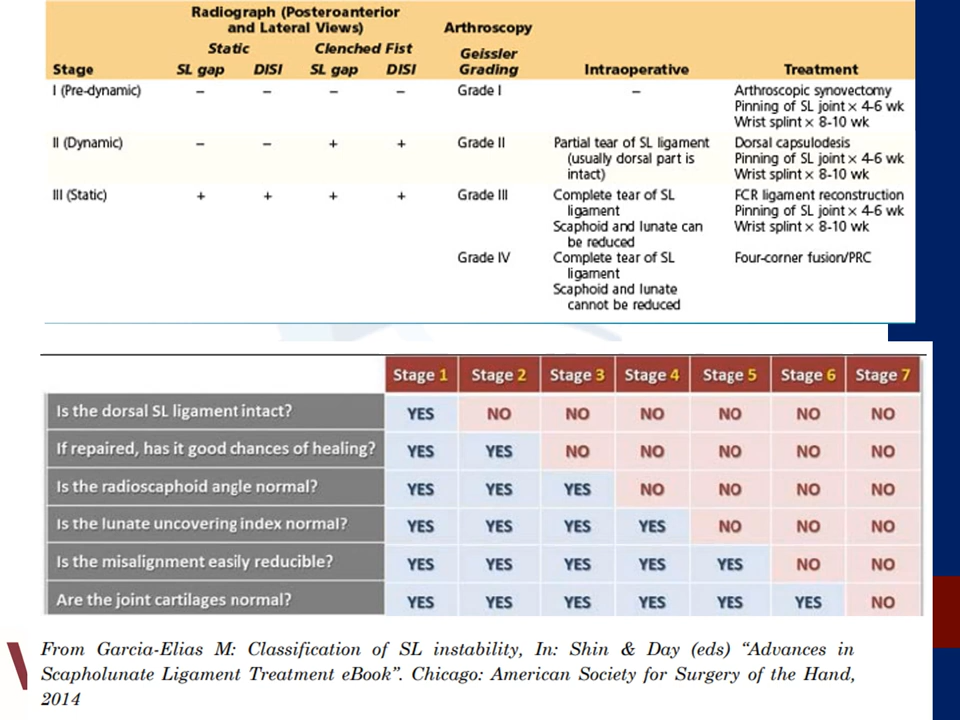 Radiograph (Posteroanterior
and Lateral Views) Arthroscopy
Static Clenched Fist Geissler
Stage SL gap DISI SL gap DISI Grading Intraoperative Treatment
I (Pre-dynamic) – – – – Grade I – Arthroscopic synovectomy
Pinning of SL joint × 4-6 wk
Wrist splint × 8-10 wk
II (Dynamic) – – + + Grade II Partial tear of SL ligament Dorsal capsulodesis
(usually dorsal part is Pinning of SL joint × 4-6 wk
intact) Wrist splint × 8-10 wk
III (Static) + + + + Grade III Complete tear of SL FCR ligament reconstruction
ligament Pinning of SL joint × 4-6 wk
Scaphoid and lunate can Wrist splint × 8-10 wk
be reduced
Grade IV Complete tear of SL Four-corner fusion/PRC
ligament
Scaphoid and lunate
cannot be reduced
Stage 1 Stage 2 Stage 3 Stage 4 Stage 5 Stage 6 Stage 7
Is the dorsal SL ligament intact? YES NO NO NO NO NO NO
If repaired, has it good chances of healing? YES YES NO NO NO NO NO
Is the radioscaphoid angle normal? YES YES YES NO NO NO NO
Is the lunate uncovering index normal? YES YES YES YES NO NO NO
Is the misalignment easily reducible? YES YES YES YES YES NO NO
Are the joint cartilages normal? YES YES YES YES YES YES NO
From Garcia-Elias M: Classification of SL instability, In: Shin & Day (eds) “Advances in
Scapholunate Ligament Treatment eBook”. Chicago: American Society for Surgery of the Hand,
2014